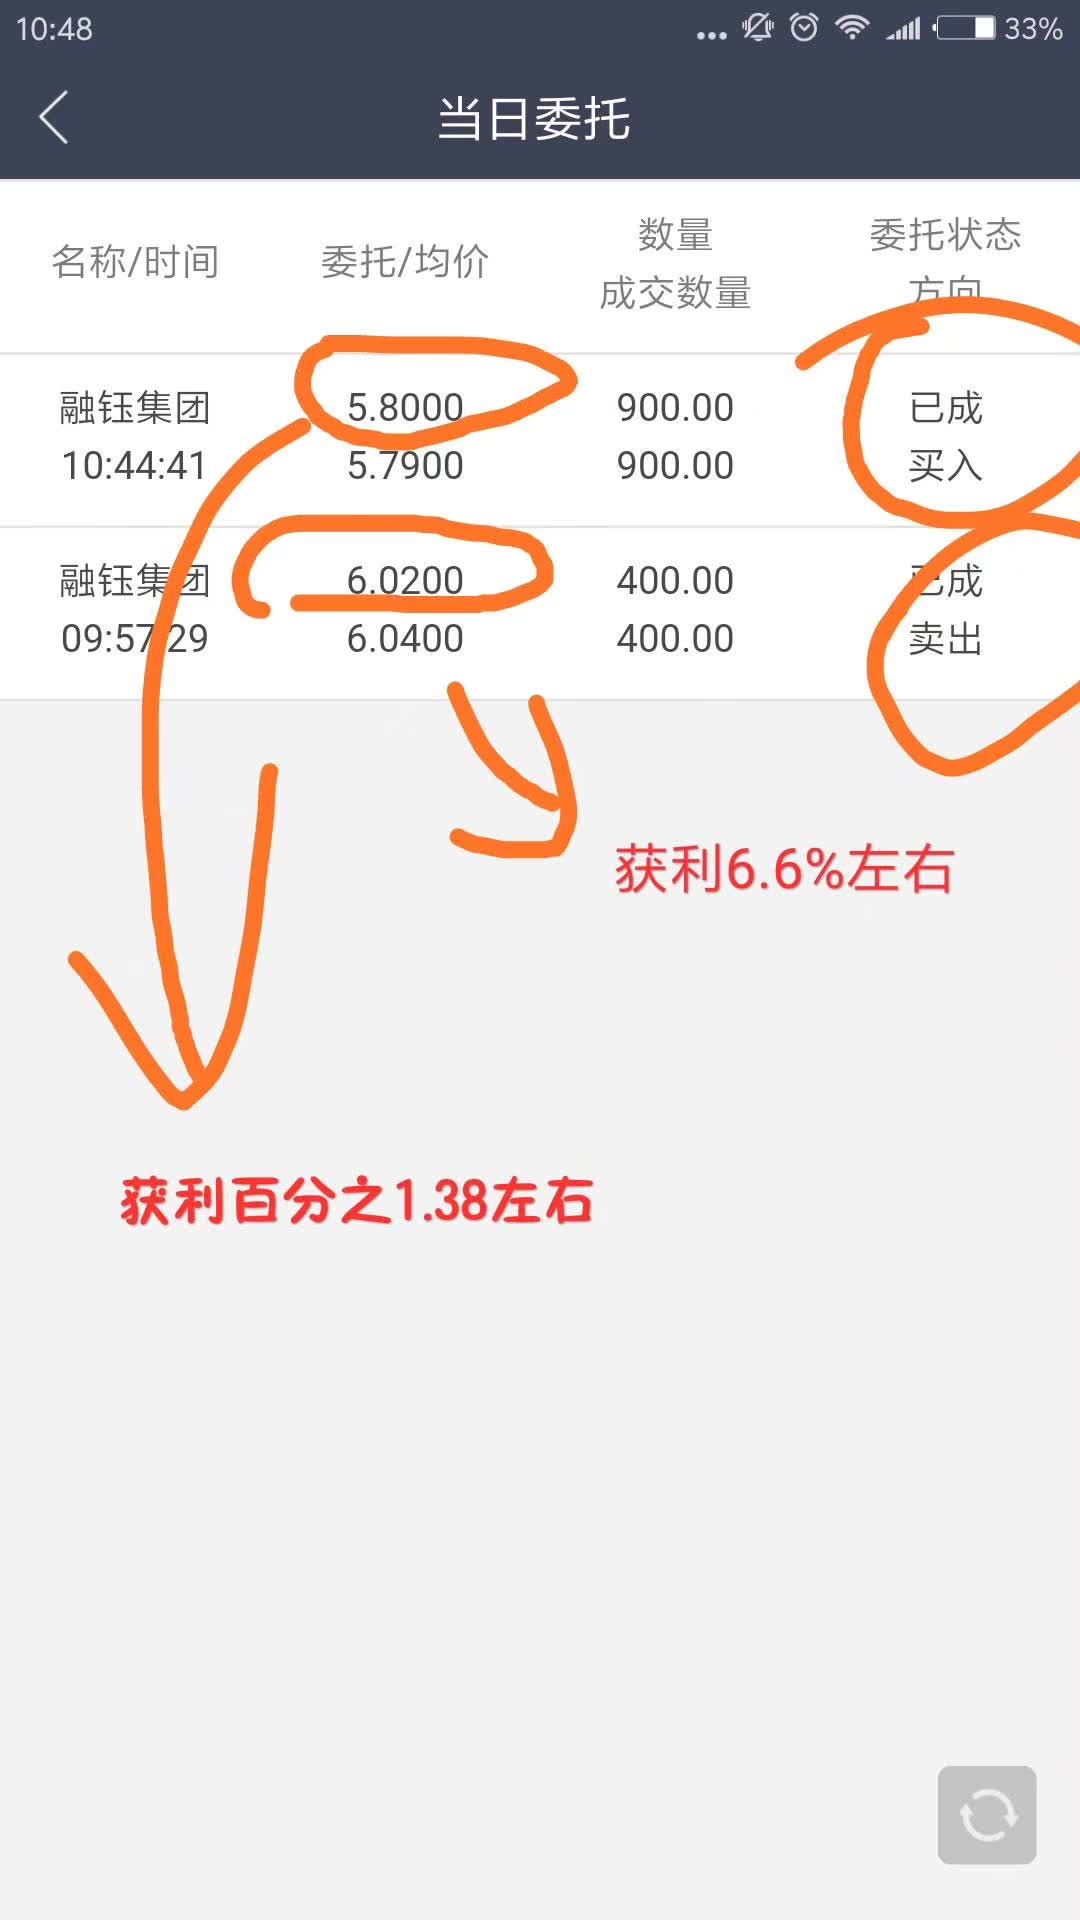 10:48
33%
当日委托
名称/时间 委托/均价 数量 委托状态
成交数量 方向
融钰集团 5.8000 900.00 已成
10:44:41 5.7900 900.00 买入
融钰集团 6.0200 400.00 已成
09:57:29 6.0400 400.00 卖出
获利6.6%左右
获利百分之1.38左右